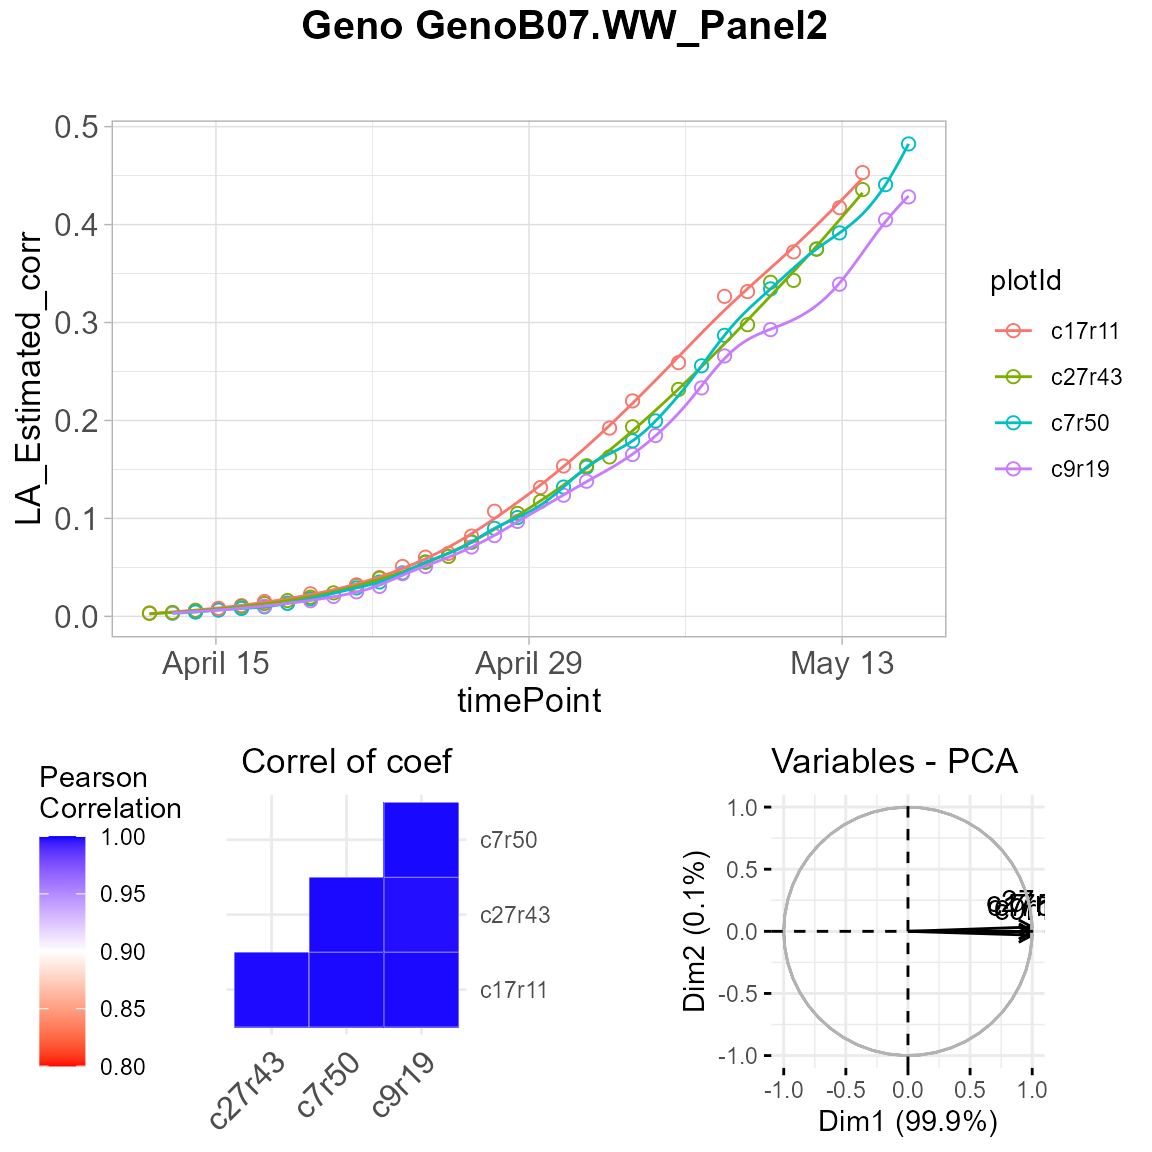 Geno GenoB07.WW_Panel2
0.5
0.4
0.3
0.2
0.1
0.0
LA_Estimated_corr
April 15
April 29
May 13
timePoint
plotId
c17r11
c27r43
c7r50
c9r19
Pearson
Correlation
1.00
0.95
0.90
0.85
0.80
Correl of coef
c7r50
c27r43
c17r11
c27r43
c7r50
c9r19
Variables - PCA
1.0
0.5
0.0
-0.5
-1.0
Dim2 (0.1%)
-1.0
-0.5
0.0
0.5
1.0
Dim1 (99.9%)